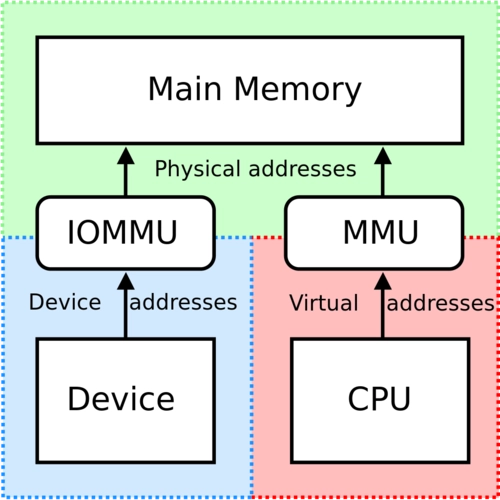 Main Memory
Physical addresses
IOMMU
MMU
Device addresses
Virtual addresses
Device
CPU